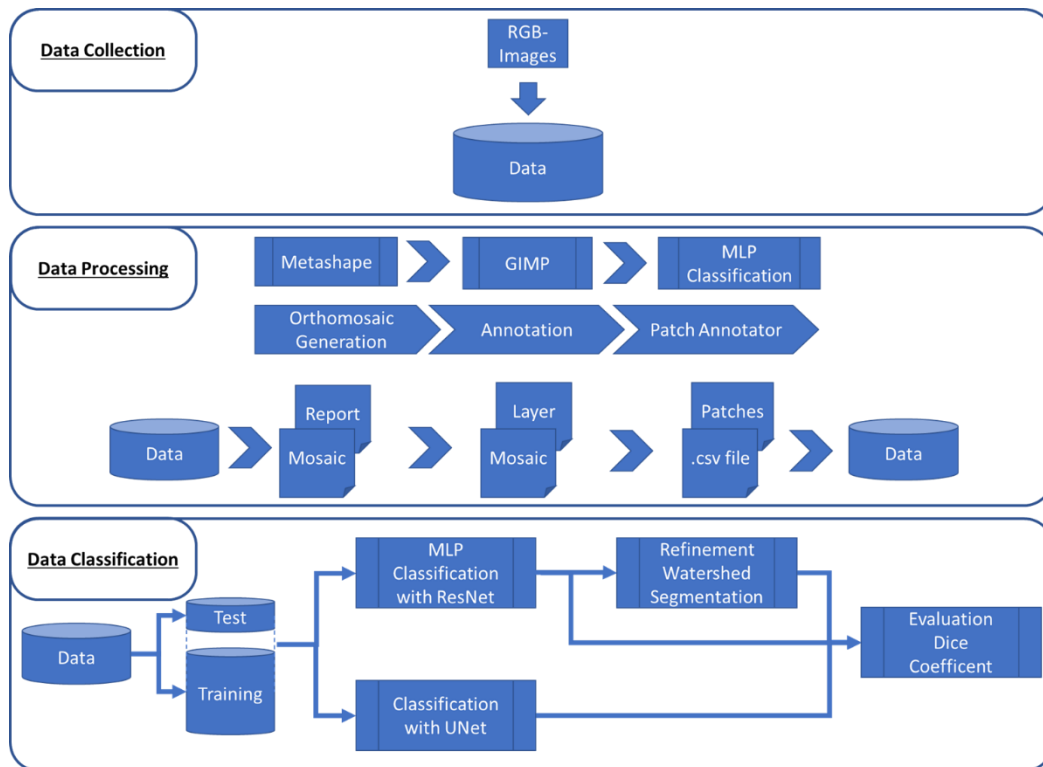 Data Collection
RGB-
Images
Data
Data Processing
Metashape
GIMP
MLP
Classification
Orthomosaic
Generation
Annotation
Patch Annotator
Data
Report
Mosaic
Layer
Mosaic
Patches
.csv file
Data
Data Classification
Data
Test
Training
MLP
Classification
with ResNet
Refinement
Watershed
Segmentation
Classification
with UNet
Evaluation
Dice
Coefficent